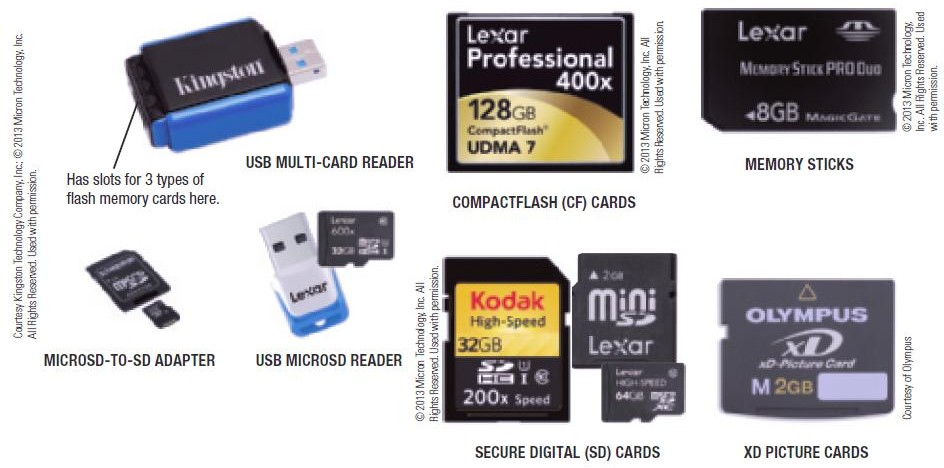 Courtesy Kingston Technology Company, Inc.; © 2013 Micron Technology, Inc.
All Rights Reserved. Used with permission.
Kingston
USB MULTI-CARD READER
Has slots for 3 types of
flash memory cards here.
Lexar
Professional
400x
128GB
CompactFlash®
UDMA 7
© 2013 Micron Technology, Inc. All
Rights Reserved. Used with permission.
COMPACTFLASH (CF) CARDS
Lexar
MEMORY STICK PRO DUO
8GB MAGICGATE
© 2013 Micron Technology,
Inc. All Rights Reserved. Used
with permission.
MEMORY STICKS
Kingston
MICROSD-TO-SD ADAPTER
Lexar
600x
32GB
Lexar
USB MICROSD READER
© 2013 Micron Technology, Inc. All
Rights Reserved. Used with permission.
Kodak
High-Speed
32GB
SD
HC I
200x Speed
2GB
mini
SD
Lexar
Lexar
HIGH-SPEED
64GB
SECURE DIGITAL (SD) CARDS
OLYMPUS
xD
xD-Picture Card
M 2GB
Courtesy of Olympus
XD PICTURE CARDS